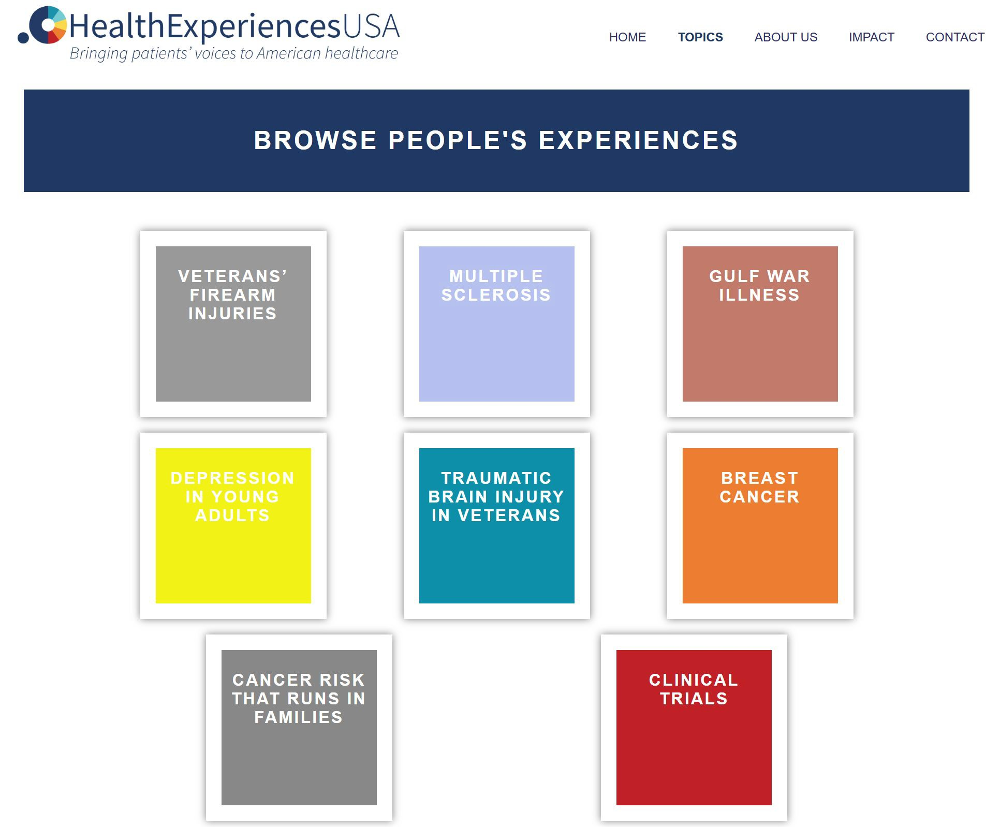 HealthExperiencesUSA
Bringing patients’ voices to American healthcare
HOME TOPICS ABOUT US IMPACT CONTACT
BROWSE PEOPLE'S EXPERIENCES
VETERANS’
FIREARM
INJURIES
MULTIPLE
SCLEROSIS
GULF WAR
ILLNESS
DEPRESSION
IN YOUNG
ADULTS
TRAUMATIC
BRAIN INJURY
IN VETERANS
BREAST
CANCER
CANCER RISK
THAT RUNS IN
FAMILIES
CLINICAL
TRIALS